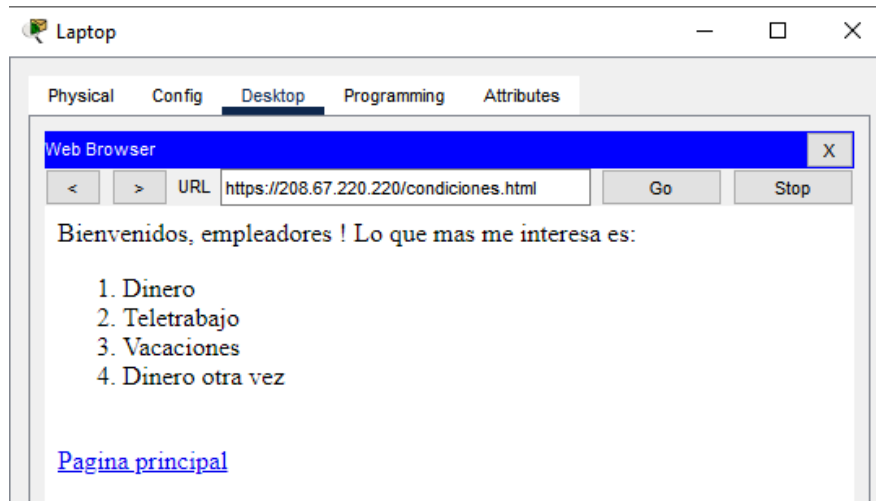 Laptop
Physical Config Desktop Programming Attributes
Web Browser X
< > URL https://208.67.220.220/condiciones.html Go Stop
Bienvenidos, empleadores ! Lo que mas me interesa es:
1. Dinero
2. Teletrabajo
3. Vacaciones
4. Dinero otra vez
Pagina principal